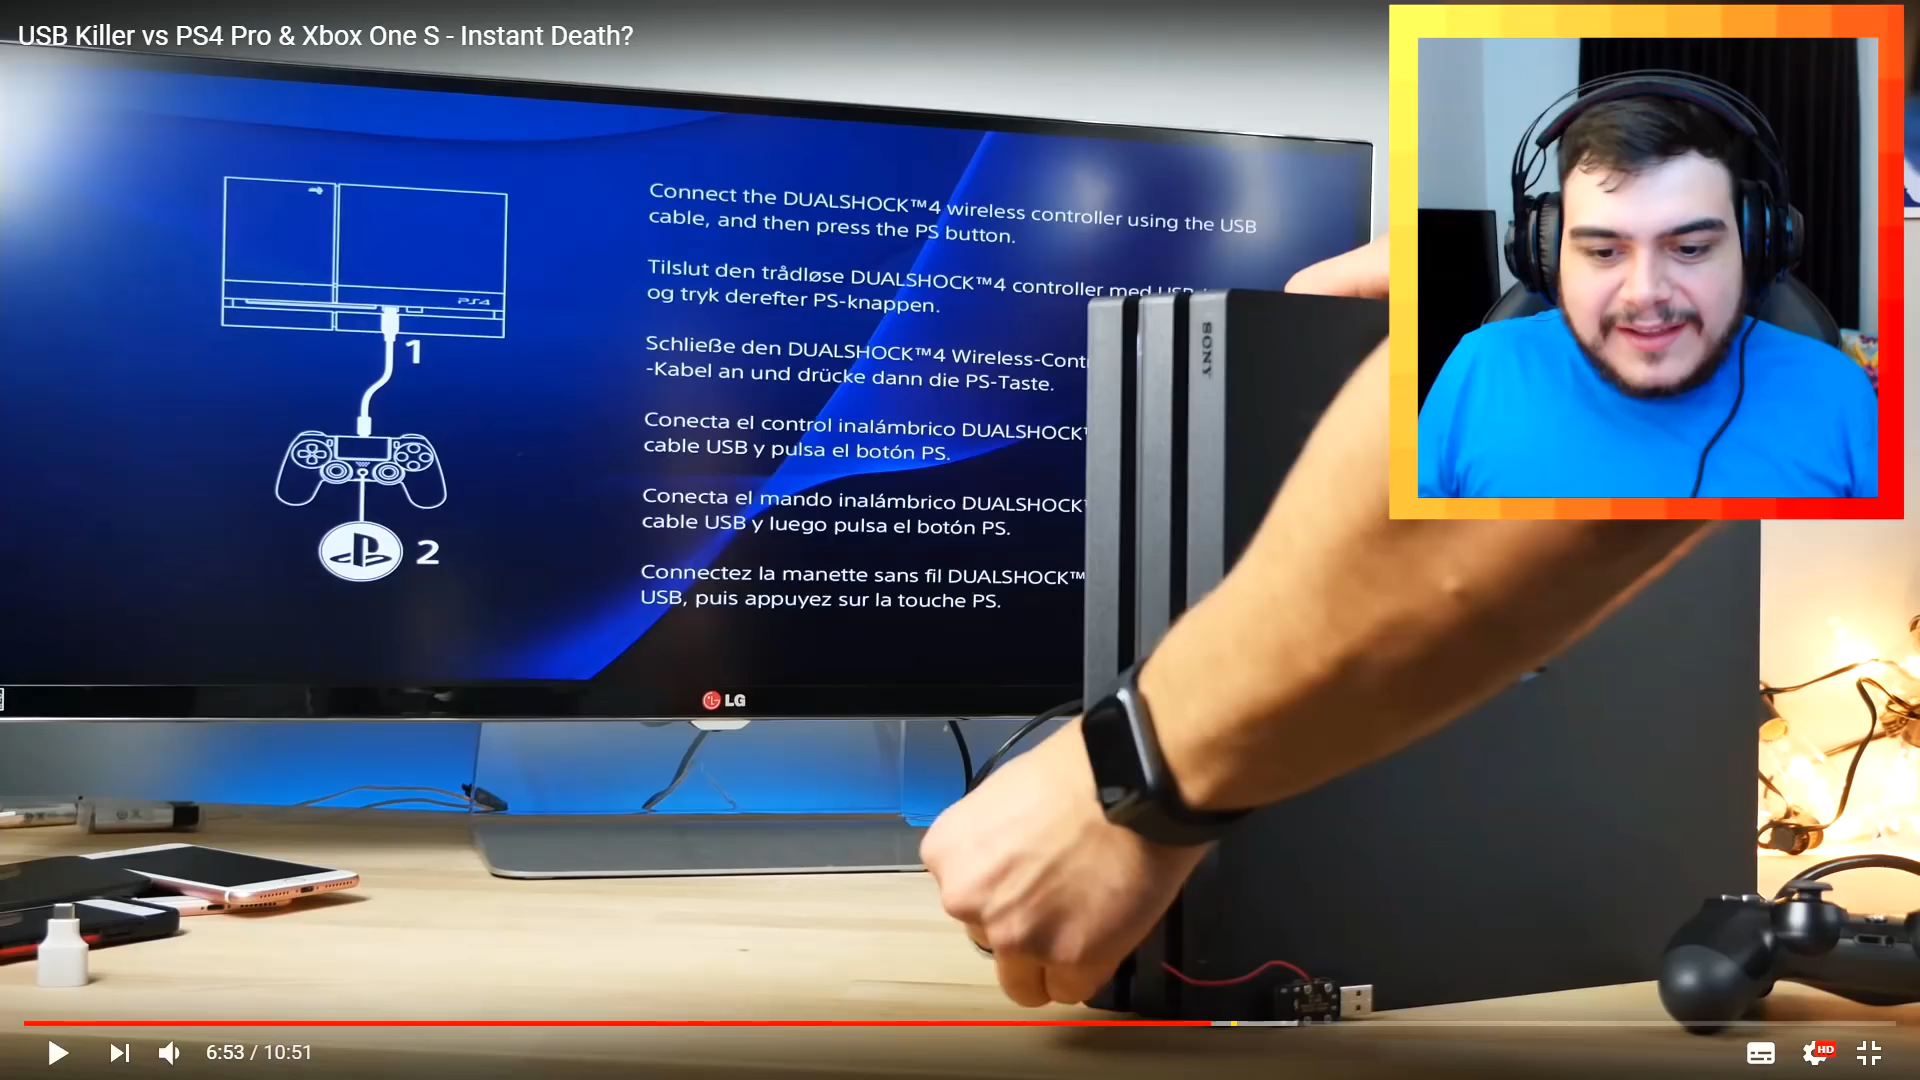 USB Killer vs PS4 Pro & Xbox One S - Instant Death?
Connect the DUALSHOCK™4 wireless controller using the USB
cable, and then press the PS button.
Tilslut den trådløse DUALSHOCK™4 controller med
og tryk derefter PS-knappen.
Schließe den DUALSHOCK™4 Wireless-Cont
-Kabel an und drücke dann die PS-Taste.
Conecta el control inalámbrico DUALSHOCK
cable USB y pulsa el botón PS.
Conecta el mando inalámbrico DUALSHOCK
cable USB y luego pulsa el botón PS.
Connectez la manette sans fil DUALSHOCK™
USB, puis appuyez sur la touche PS.
PS4
1
2
SONY
LG
6:53 / 10:51
HD